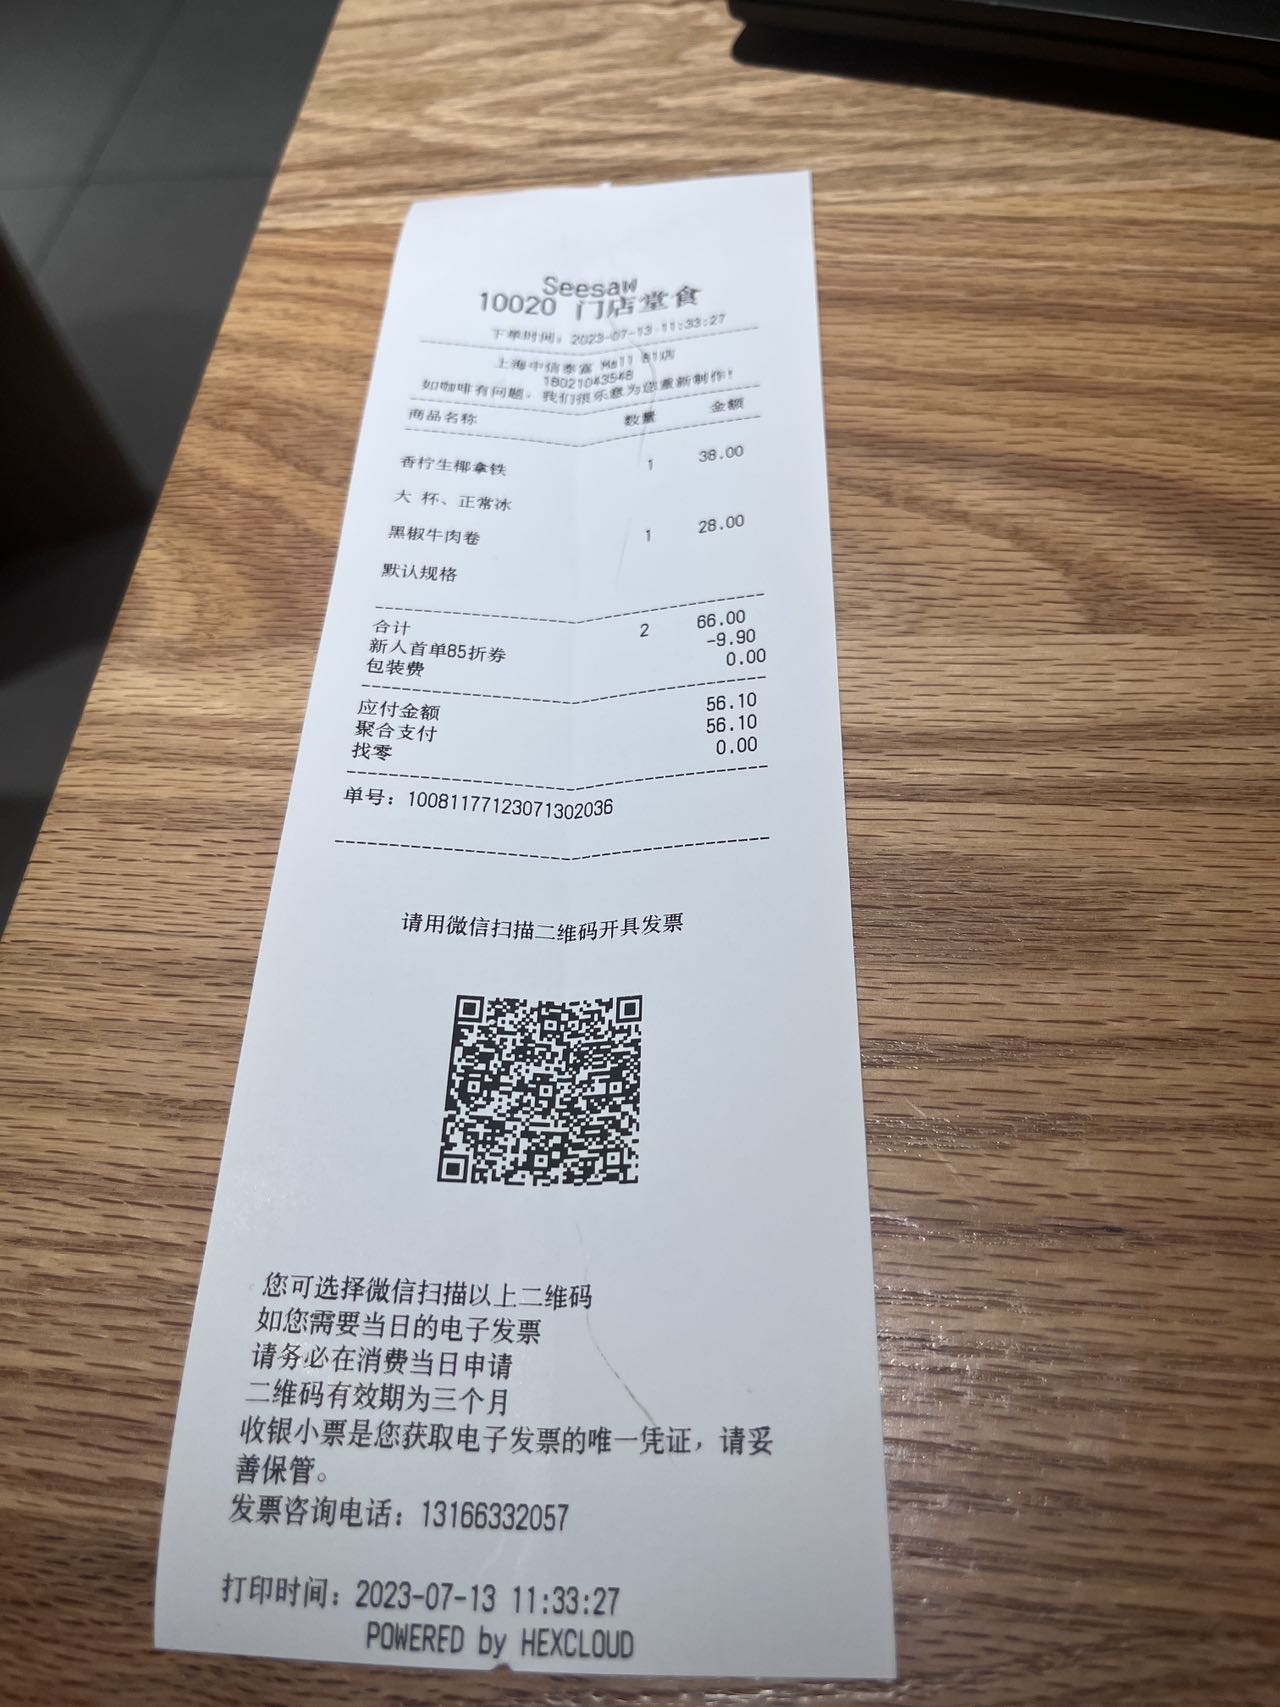 Seesaw
10020 门店堂食
下单时间：2023-07-13 11:33:27
上海中信泰富 Mall B1店
18021043548
如咖啡有问题，我们很乐意为您重新制作！
商品名称 数量 金额
香柠生椰拿铁 1 38.00
大 杯、正常冰
黑椒牛肉卷 1 28.00
默认规格
合计 2 66.00
新人首单85折券 -9.90
包装费 0.00
应付金额 56.10
聚合支付 56.10
找零 0.00
单号：10081177123071302036
请用微信扫描二维码开具发票
您可选择微信扫描以上二维码
如您需要当日的电子发票
请务必在消费当日申请
二维码有效期为三个月
收银小票是您获取电子发票的唯一凭证，请妥
善保管。
发票咨询电话：13166332057
打印时间：2023-07-13 11:33:27
POWERED by HEXCLOUD